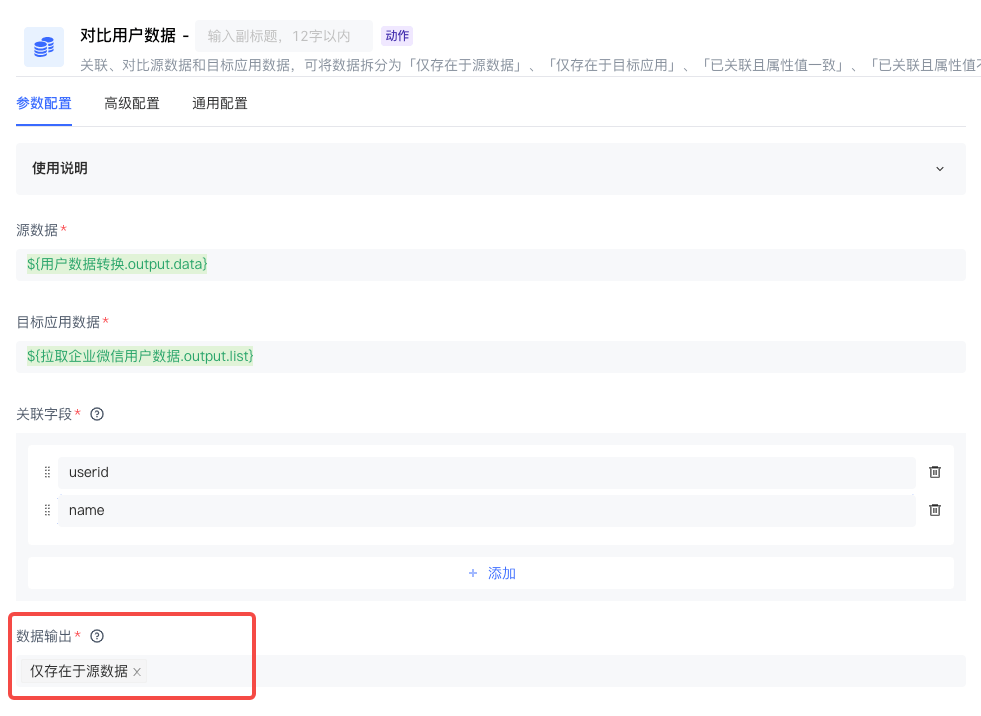 对比用户数据 - 输入副标题，12字以内 动作
关联、对比源数据和目标应用数据，可将数据拆分为「仅存在于源数据」、「仅存在于目标应用」、「已关联且属性值一致」、「已关联且属性值
参数配置 高级配置 通用配置
使用说明
源数据*
${用户数据转换.output.data}
目标应用数据*
${拉取企业微信用户数据.output.list}
关联字段*
userid
name
+ 添加
数据输出*
仅存在于源数据 ×